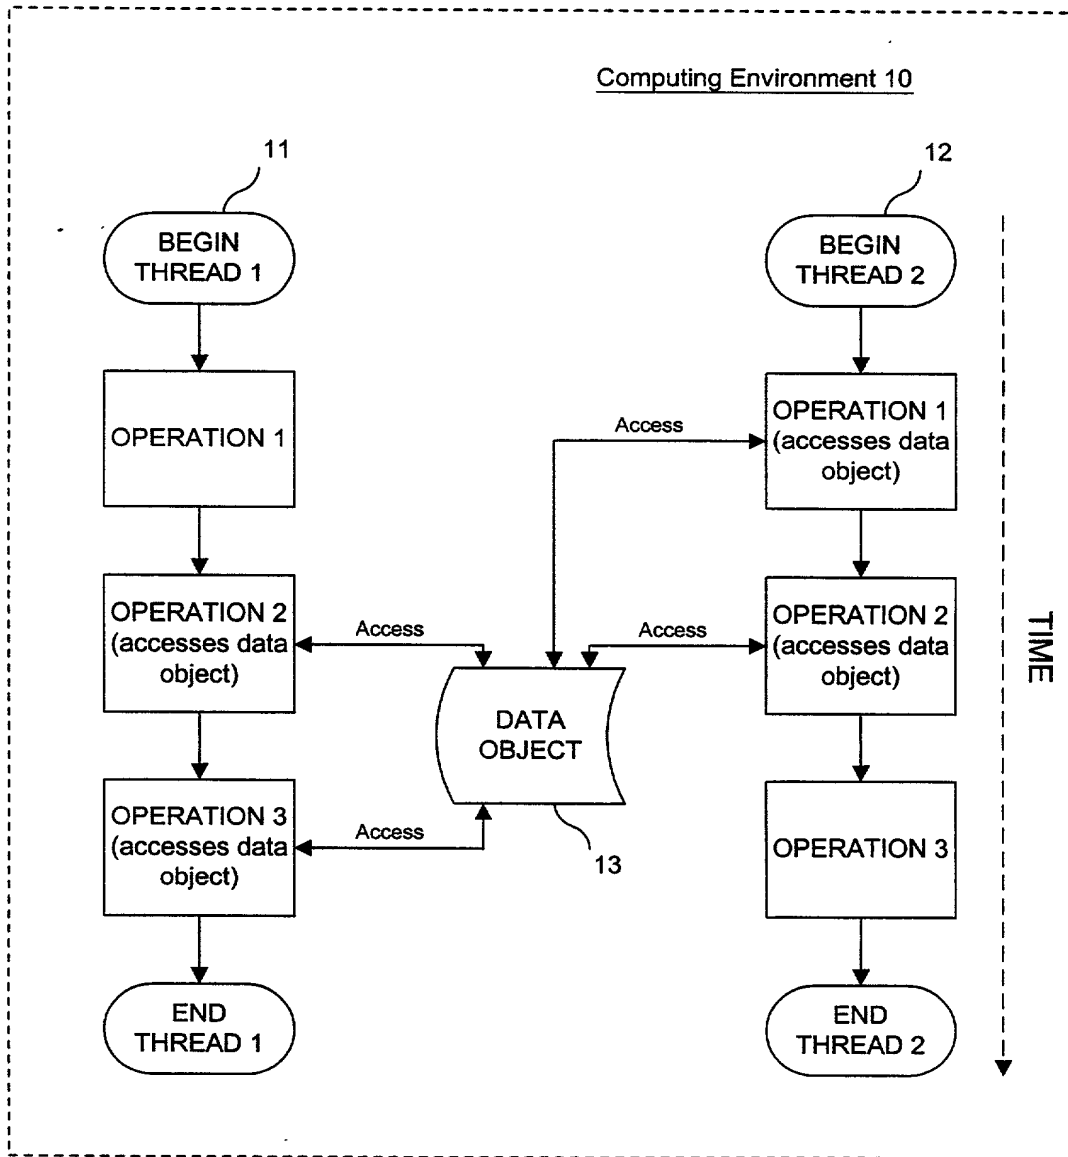 Computing Environment 10
11
12
BEGIN
THREAD 1
BEGIN
THREAD 2
OPERATION 1
Access
OPERATION 1
(accesses data
object)
OPERATION 2
(accesses data
object)
Access
Access
OPERATION 2
(accesses data
object)
TIME
DATA
OBJECT
OPERATION 3
(accesses data
object)
Access
13
OPERATION 3
END
THREAD 1
END
THREAD 2